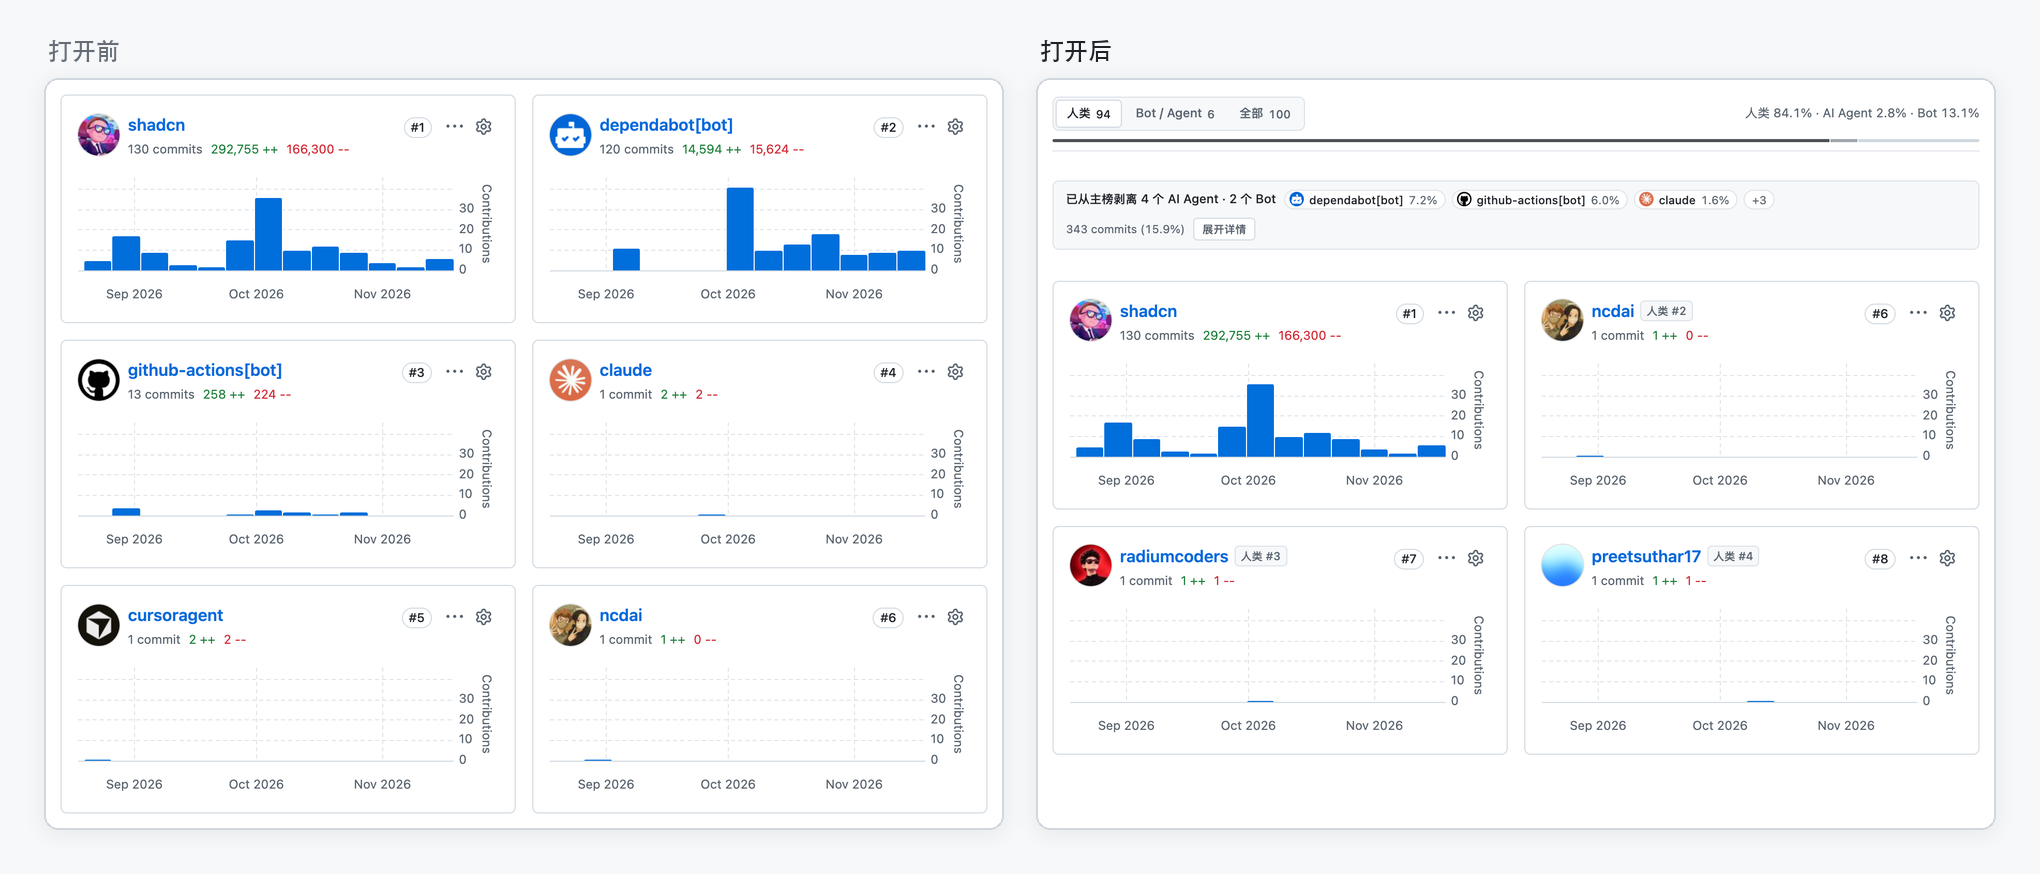 打开前
shadcn #1
130 commits 292,755 ++ 166,300 --
Contributions
30
20
10
0
Sep 2026 Oct 2026 Nov 2026
dependabot[bot] #2
120 commits 14,594 ++ 15,624 --
Contributions
30
20
10
0
Sep 2026 Oct 2026 Nov 2026
github-actions[bot] #3
13 commits 258 ++ 224 --
Contributions
30
20
10
0
Sep 2026 Oct 2026 Nov 2026
claude #4
1 commit 2 ++ 2 --
Contributions
30
20
10
0
Sep 2026 Oct 2026 Nov 2026
cursoragent #5
1 commit 2 ++ 2 --
Contributions
30
20
10
0
Sep 2026 Oct 2026 Nov 2026
ncdai #6
1 commit 1 ++ 0 --
Contributions
30
20
10
0
Sep 2026 Oct 2026 Nov 2026
打开后
人类 94 Bot / Agent 6 全部 100 人类 84.1% · AI Agent 2.8% · Bot 13.1%
已从主榜剥离 4 个 AI Agent · 2 个 Bot dependabot[bot] 7.2% github-actions[bot] 6.0% claude 1.6% +3
343 commits (15.9%) 展开详情
shadcn #1
130 commits 292,755 ++ 166,300 --
Contributions
30
20
10
0
Sep 2026 Oct 2026 Nov 2026
ncdai 人类 #2 #6
1 commit 1 ++ 0 --
Contributions
30
20
10
0
Sep 2026 Oct 2026 Nov 2026
radiumcoders 人类 #3 #7
1 commit 1 ++ 1 --
Contributions
30
20
10
0
Sep 2026 Oct 2026 Nov 2026
preetsuthar17 人类 #4 #8
1 commit 1 ++ 1 --
Contributions
30
20
10
0
Sep 2026 Oct 2026 Nov 2026